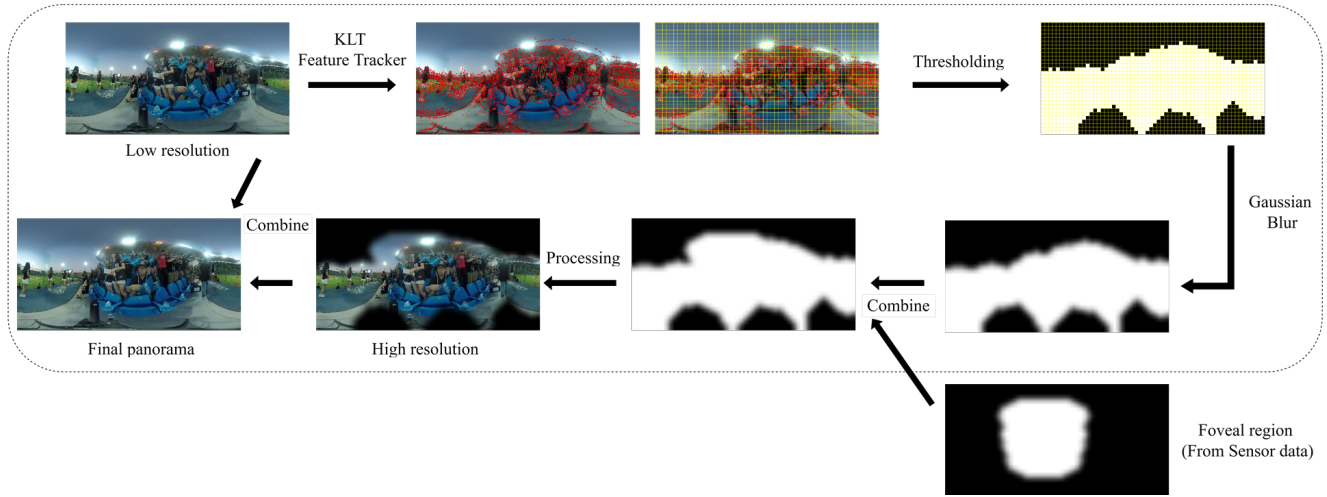 KLT
Feature Tracker
Thresholding
Low resolution
Gaussian
Blur
Combine
Processing
Combine
Final panorama
High resolution
Foveal region
(From Sensor data)